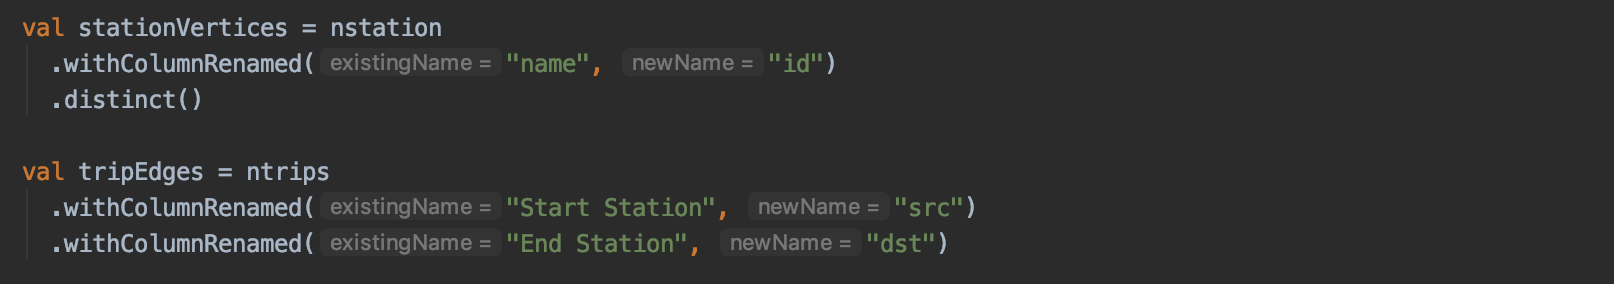 val stationVertices = nstation
.withColumnRenamed( existingName = "name", newName = "id")
.distinct()
val tripEdges = ntrips
.withColumnRenamed( existingName = "Start Station", newName = "src")
.withColumnRenamed( existingName = "End Station", newName = "dst")